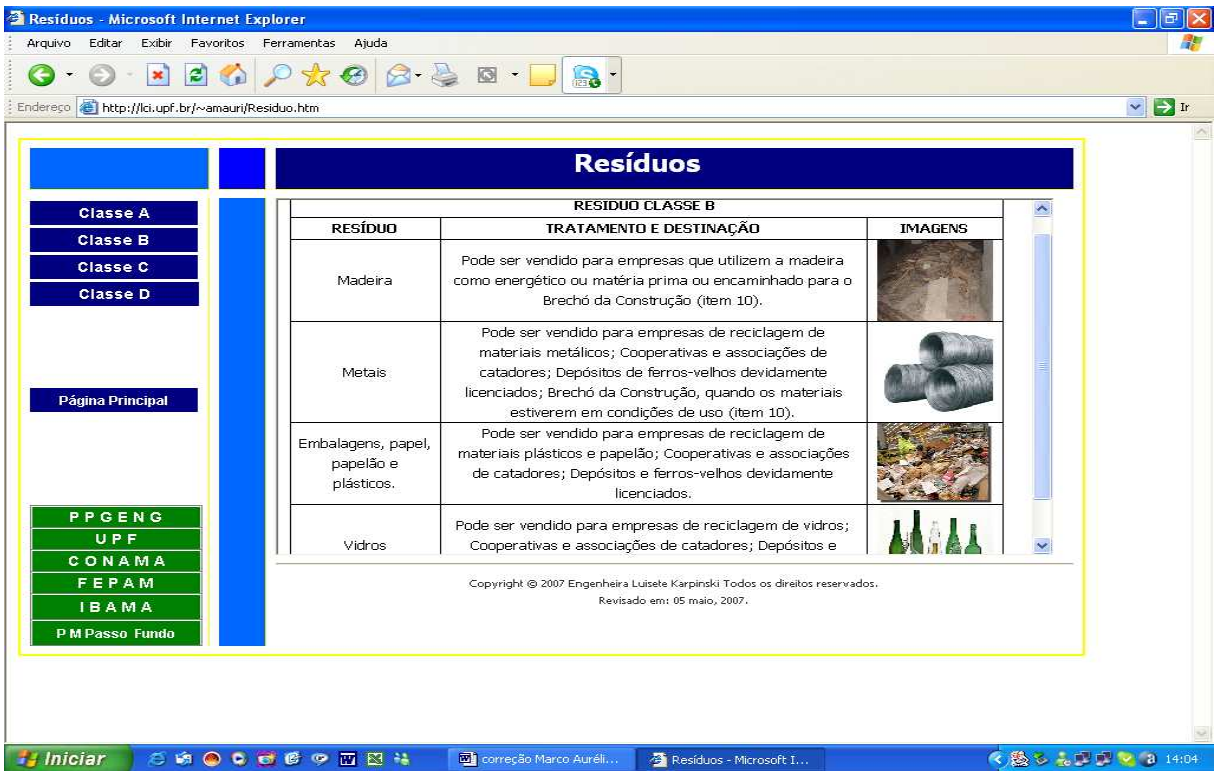 Resíduos - Microsoft Internet Explorer
Arquivo Editar Exibir Favoritos Ferramentas Ajuda
Endereço http://lci.upf.br/~amauri/Residuo.htm Ir
Resíduos
Classe A
Classe B
Classe C
Classe D
Página Principal
PPGENG
UPF
CONAMA
FEPAM
IBAMA
P M Passo Fundo
RESIDUO CLASSE B
RESÍDUO TRATAMENTO E DESTINAÇÃO IMAGENS
Madeira
Pode ser vendido para empresas que utilizem a madeira
como energético ou matéria prima ou encaminhado para o
Brechó da Construção (item 10).
Metais
Pode ser vendido para empresas de reciclagem de
materiais metálicos; Cooperativas e associações de
catadores; Depósitos de ferros-velhos devidamente
licenciados; Brechó da Construção, quando os materiais
estiverem em condições de uso (item 10).
Embalagens, papel,
papelão e
plásticos.
Pode ser vendido para empresas de reciclagem de
materiais plásticos e papelão; Cooperativas e associações
de catadores; Depósitos e ferros-velhos devidamente
licenciados.
Vidros
Pode ser vendido para empresas de reciclagem de vidros;
Cooperativas e associações de catadores; Depósitos e
Copyright © 2007 Engenheira Luisete Karpinski Todos os direitos reservados.
Revisado em: 05 maio, 2007.
Iniciar correção Marco Auréli... Resíduos - Microsoft I... 14:04